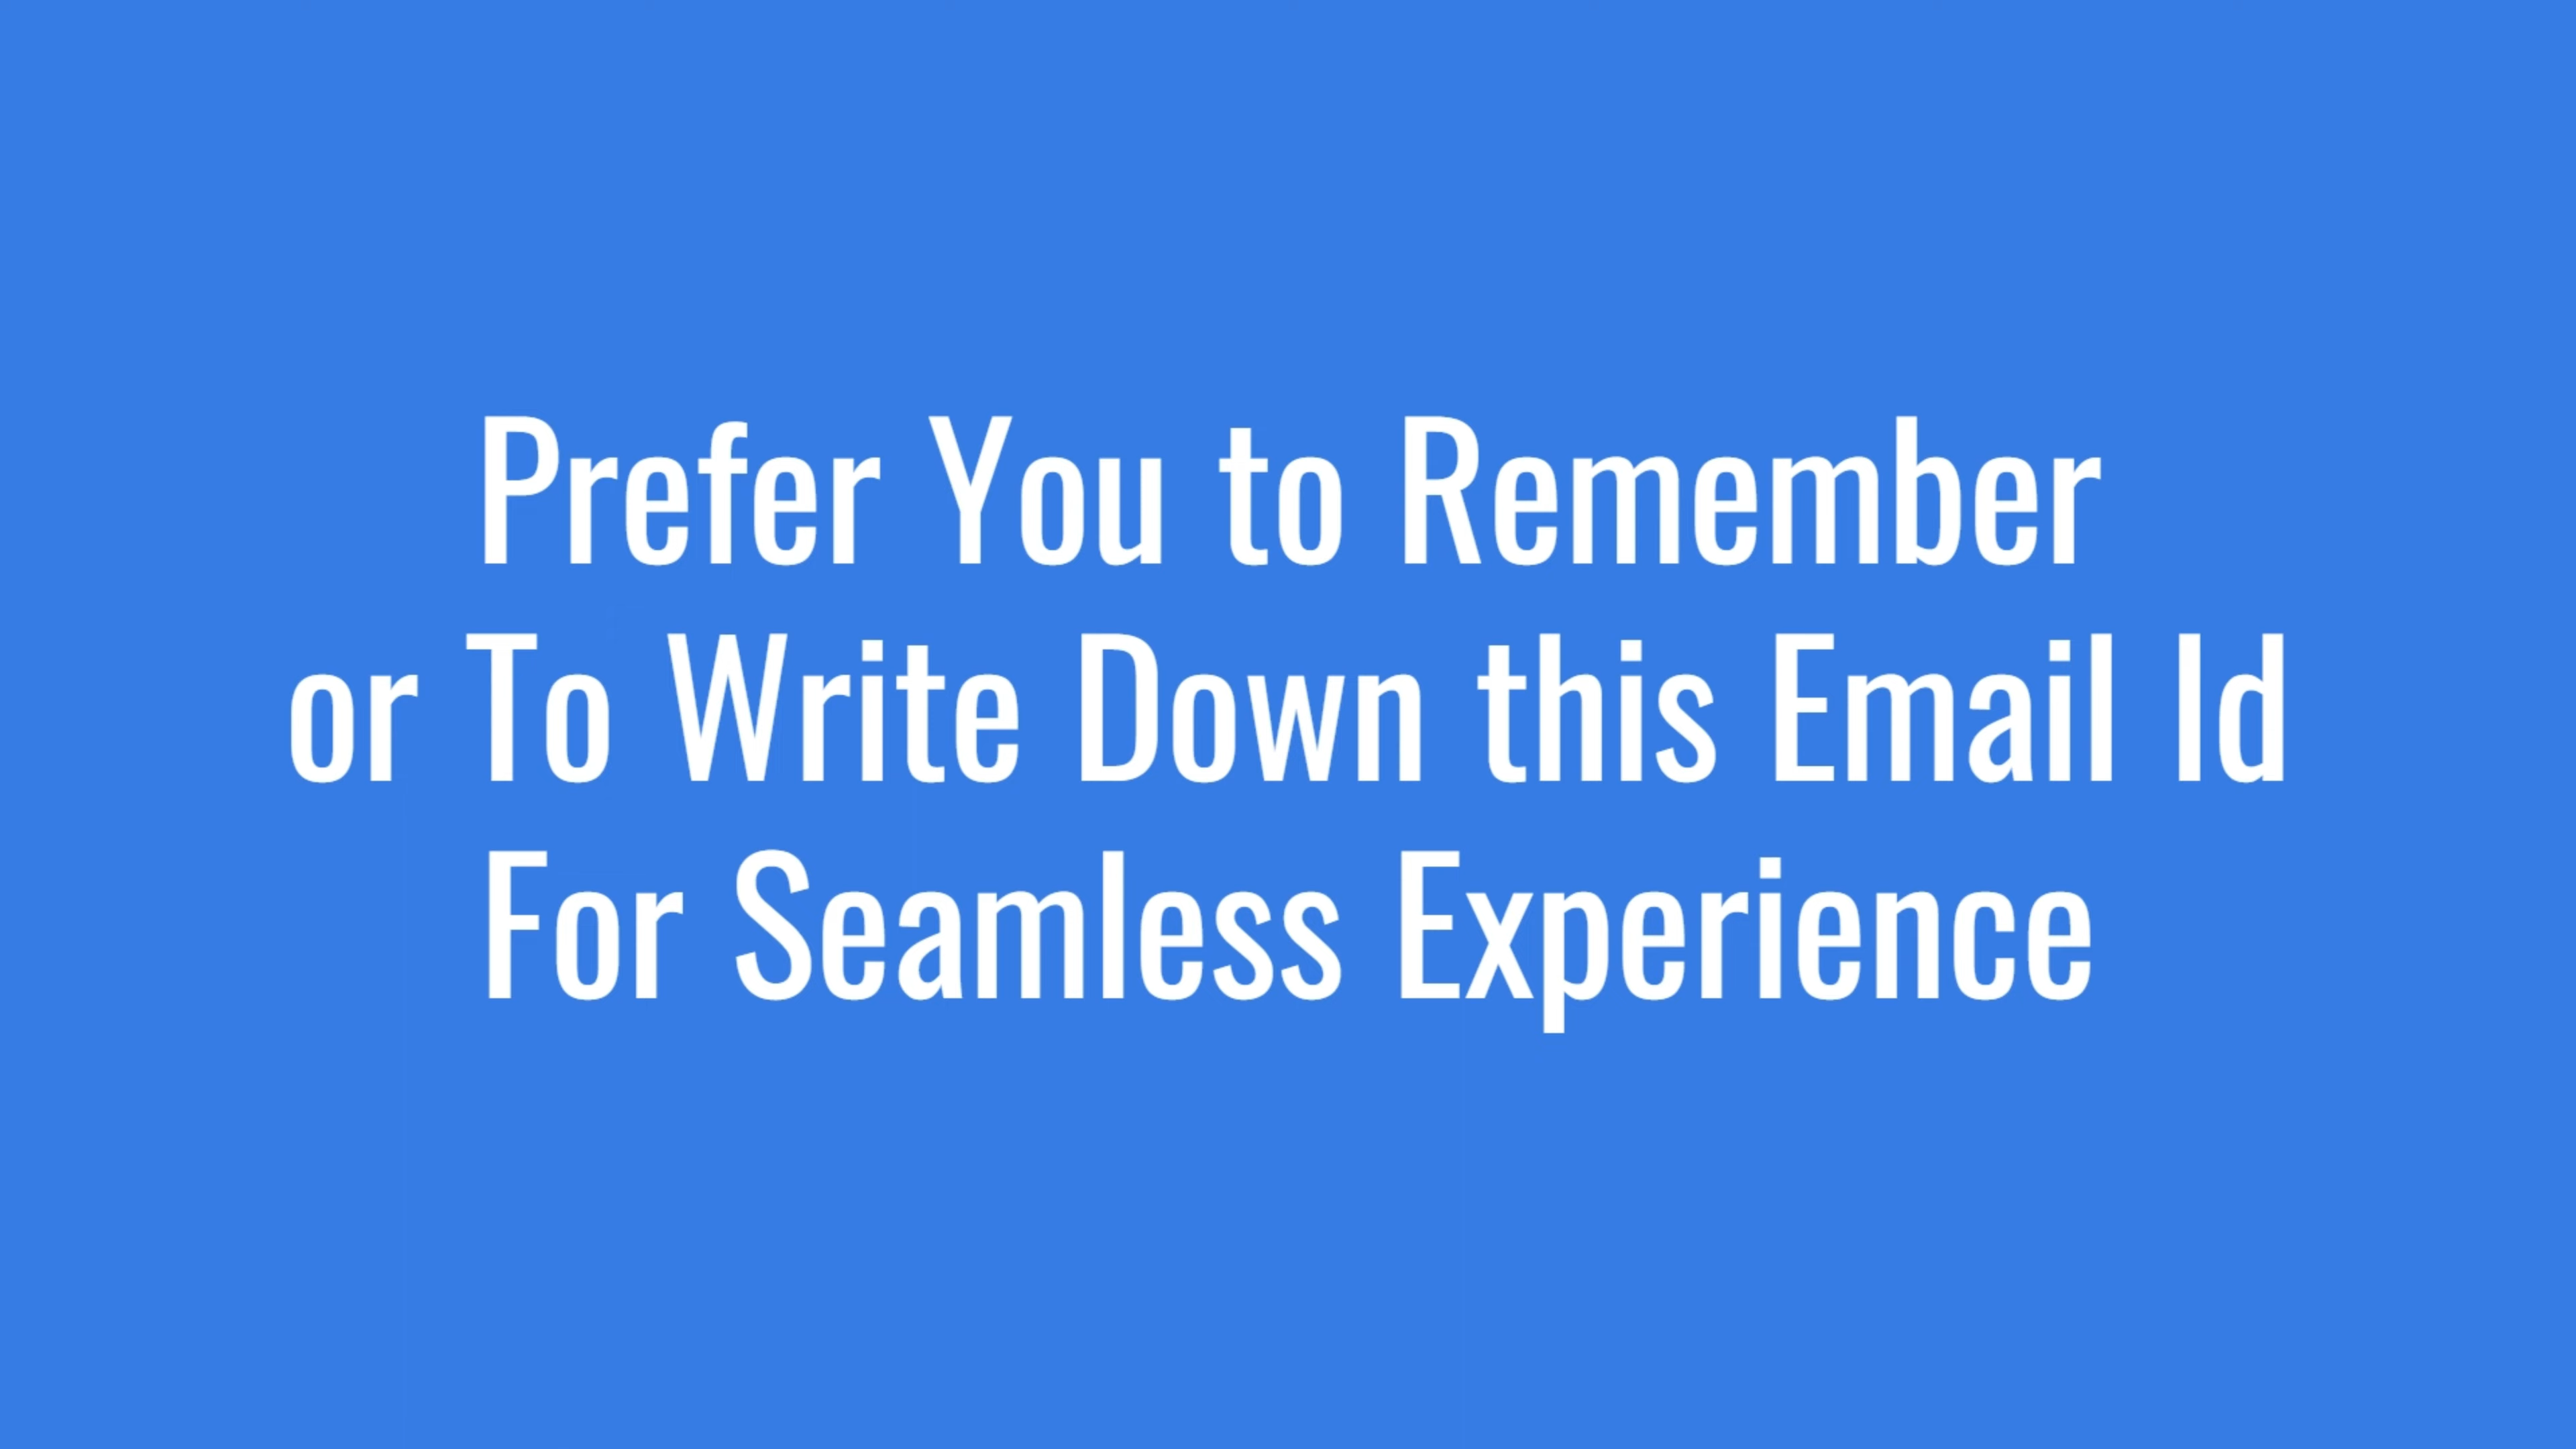 Prefer You to Remember
or To Write Down this Email Id
For Seamless Experience